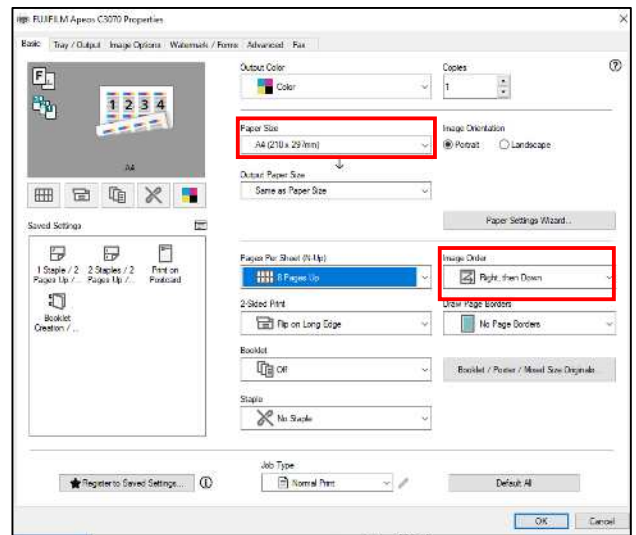 FUJIFILM Apeos C3070 Properties
Basic Tray / Output Image Options Watermark / Forms Advanced Fax
Output Color
Color
Copies
1
1 2 3 4
A4
Paper Size
A4 (210 x 297mm)
Image Orientation
Portrait Landscape
Output Paper Size
Same as Paper Size
Paper Settings Wizard...
Saved Settings
1 Staple / 2 Pages Up /...
2 Staples / 2 Pages Up /...
Print on Postcard
Booklet Creation / ...
Pages Per Sheet (N-Up)
8 Pages Up
Image Order
Right, then Down
2-Sided Print
Flip on Long Edge
Draw Page Borders
No Page Borders
Booklet
Off
Booklet / Poster / Mixed Size Originals...
Staple
No Staple
Job Type
Register to Saved Settings...
Normal Print
Default All
OK Cancel